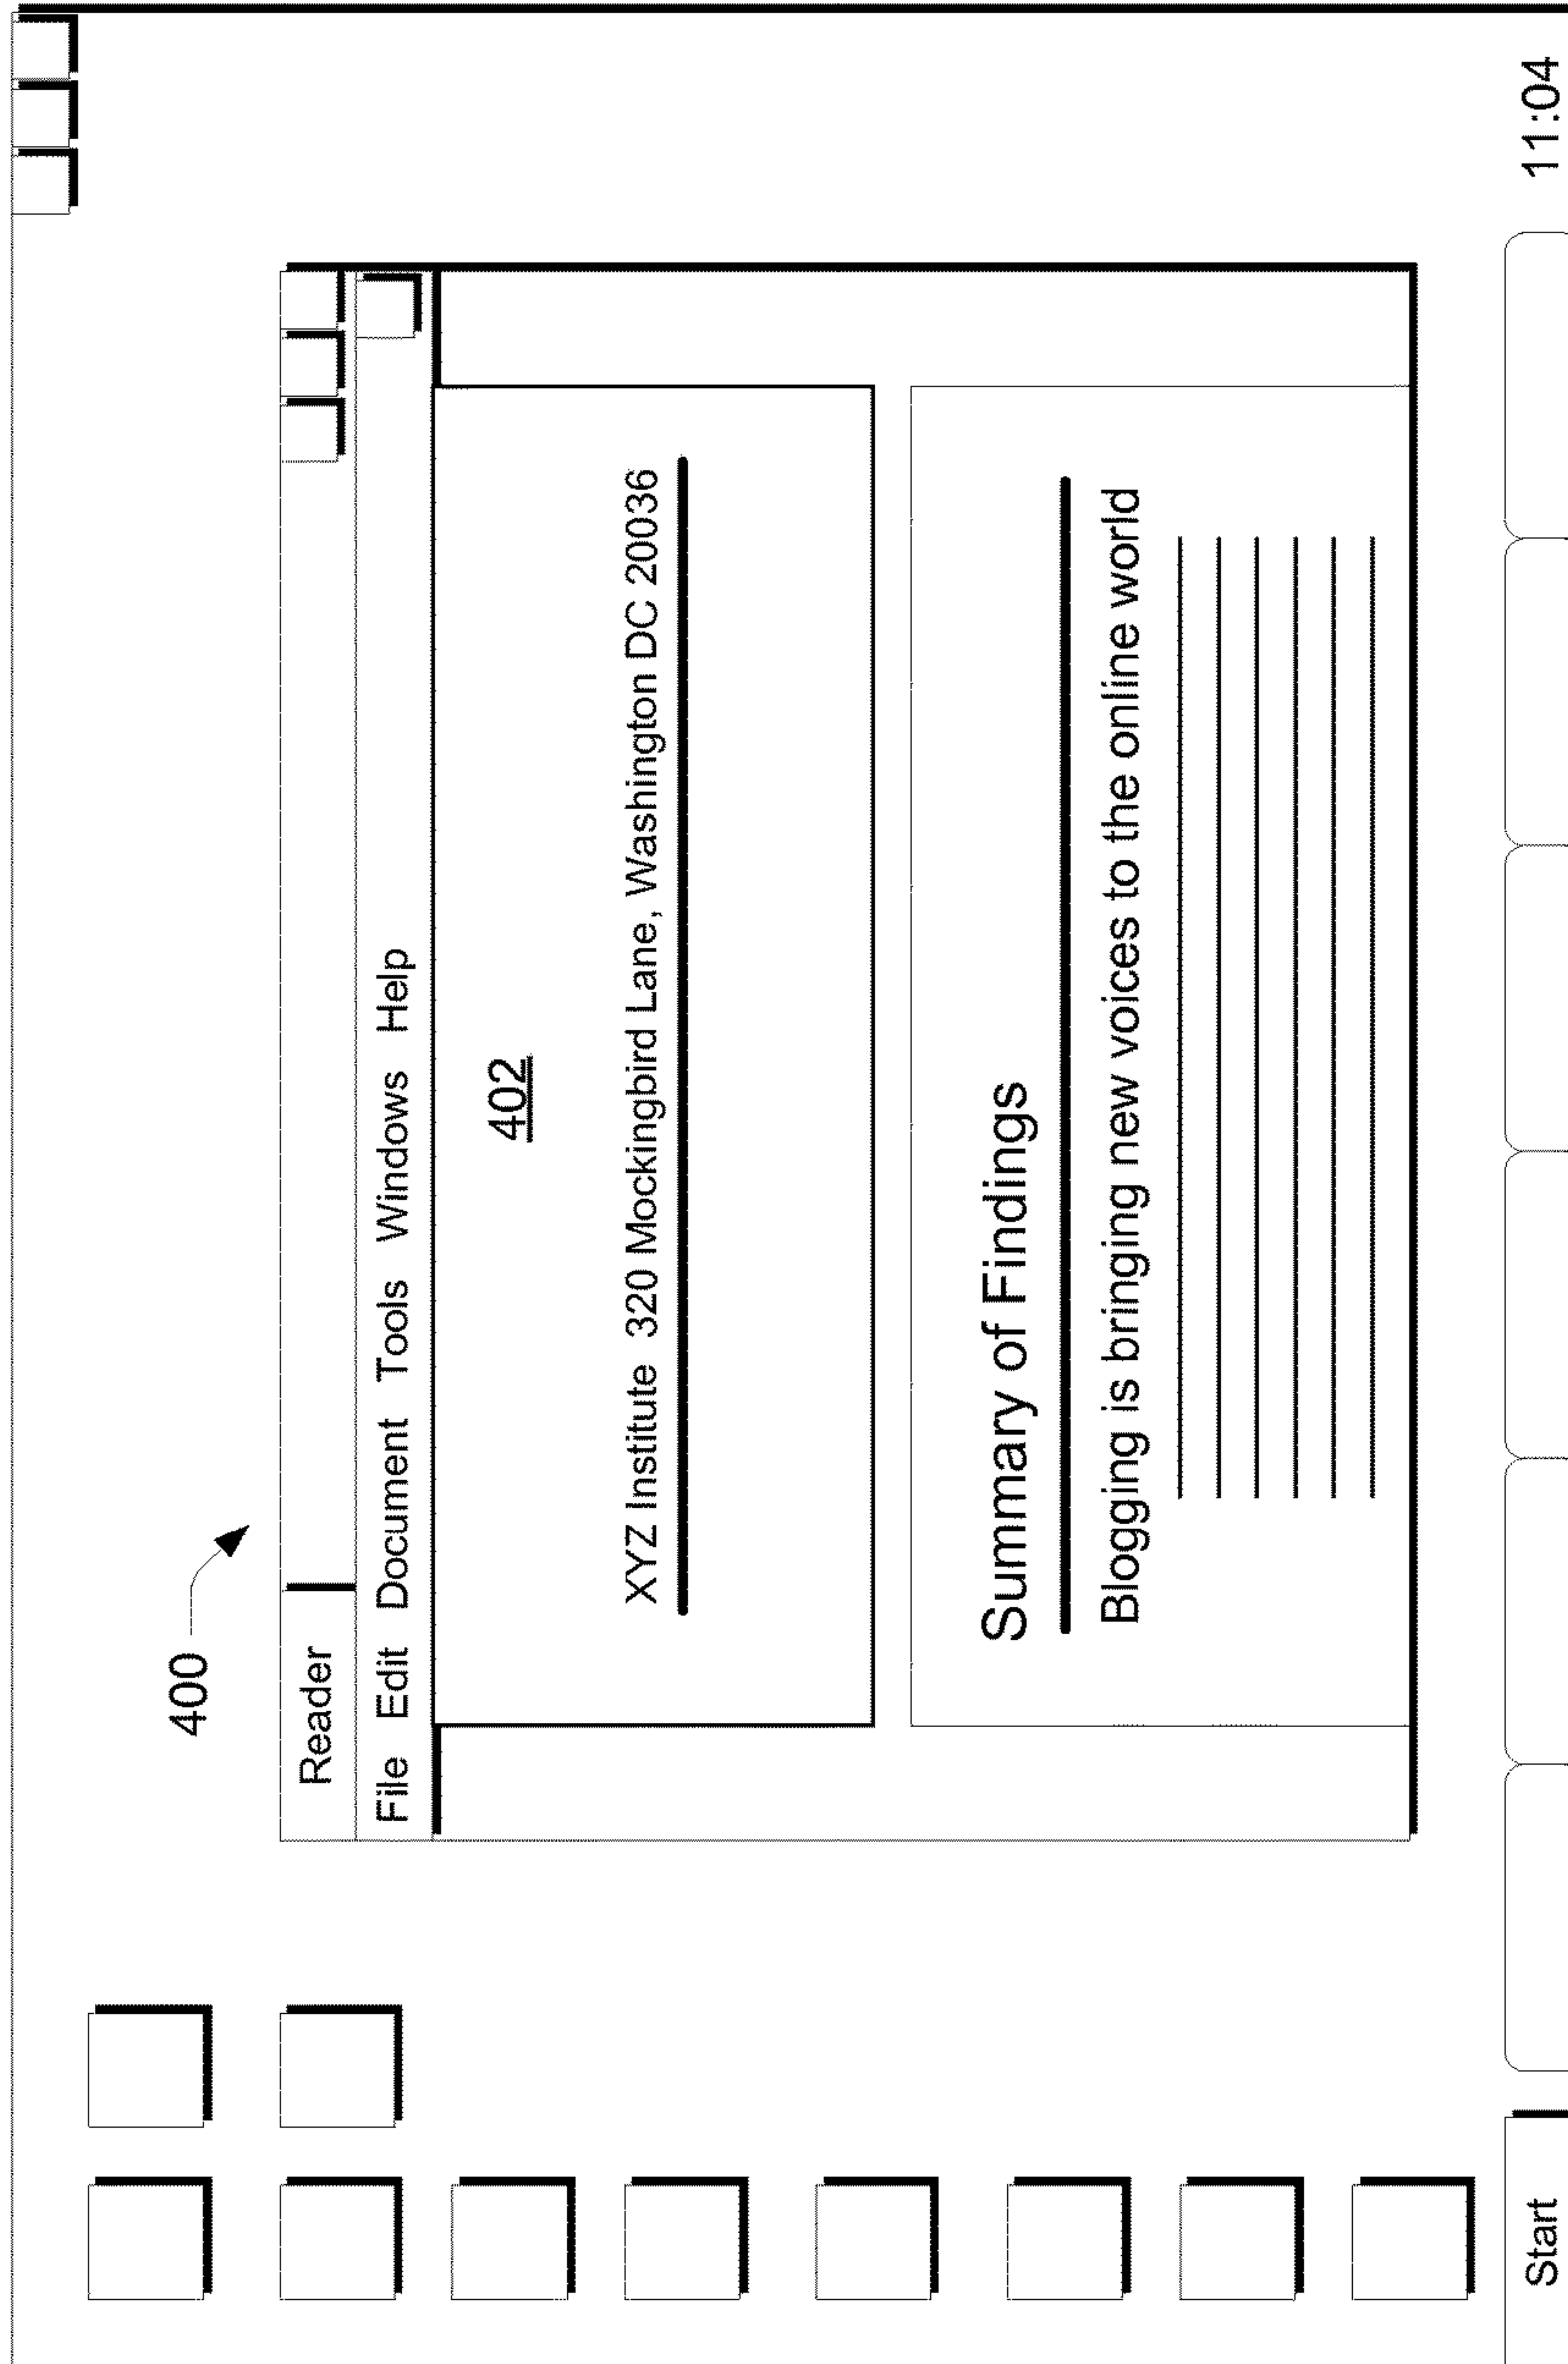 400
Reader
File Edit Document Tools Windows Help
402
XYZ Institute 320 Mockingbird Lane, Washington DC 20036
Summary of Findings
Blogging is bringing new voices to the online world
Start 11:04